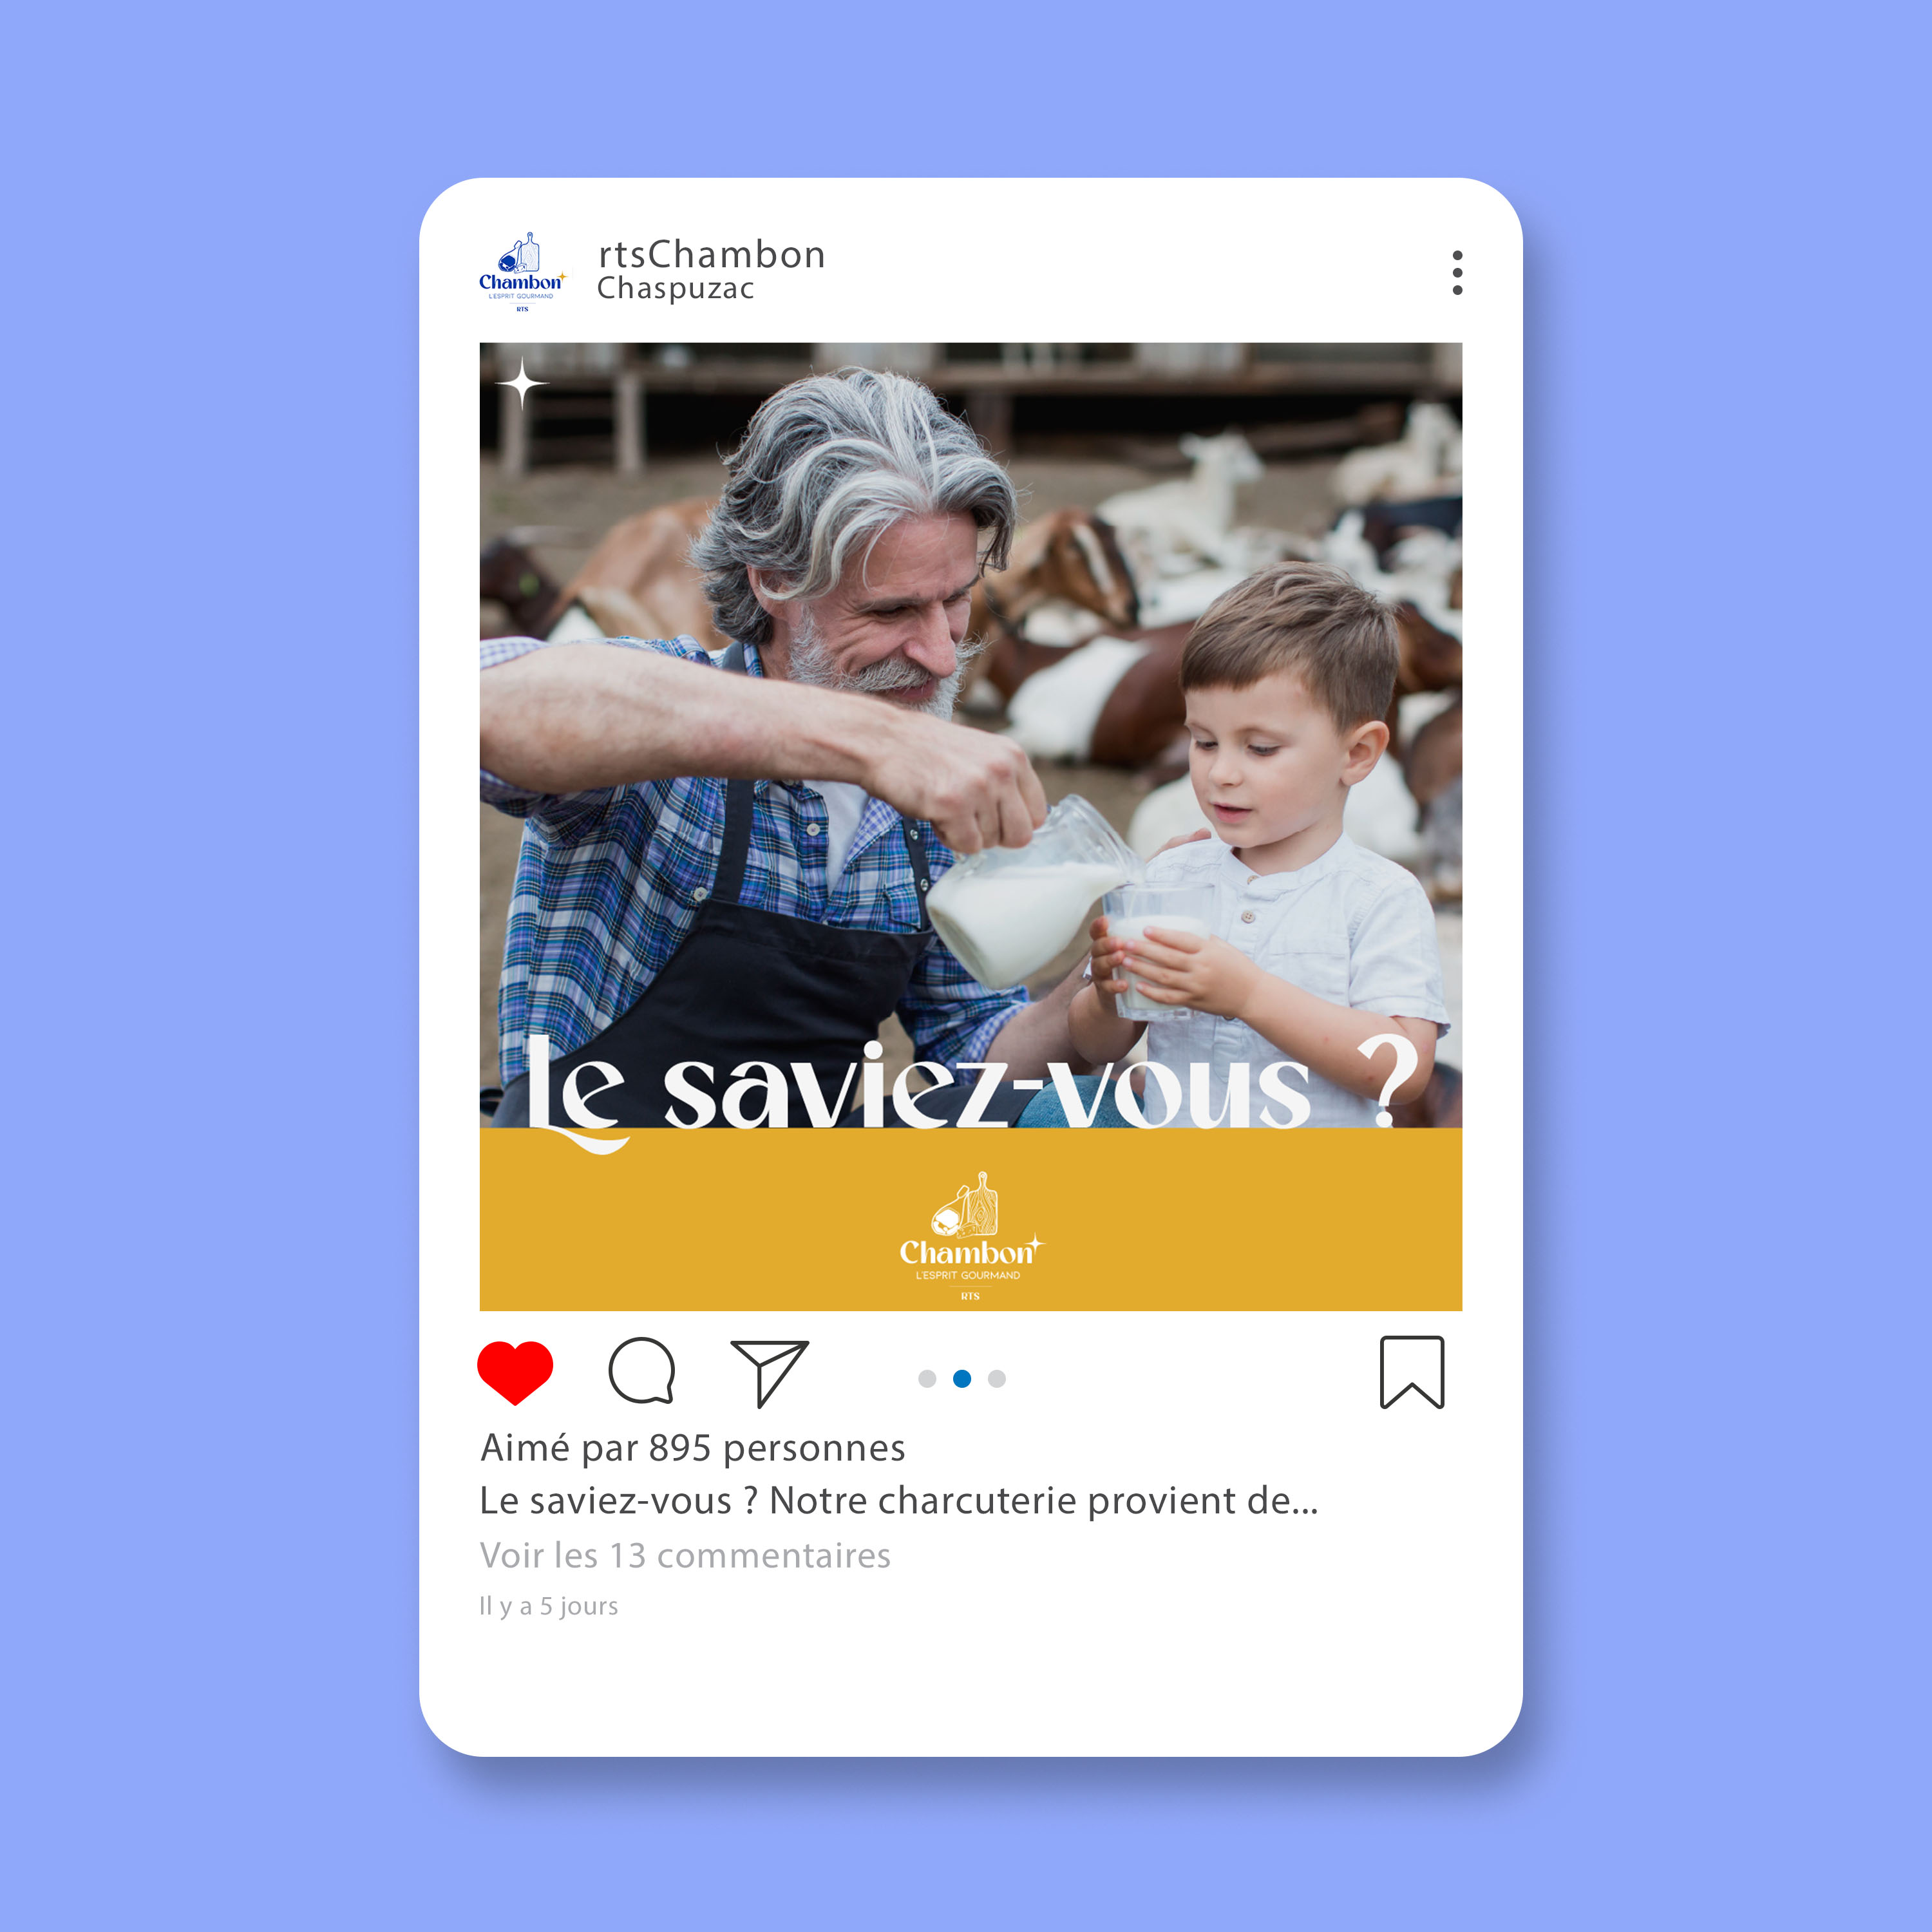 Chambon
L'ESPRIT GOURMAND
RTS
rtsChambon
Chaspuzac
Le saviez-vous ?
Chambon
L'ESPRIT GOURMAND
RTS
Aimé par 895 personnes
Le saviez-vous ? Notre charcuterie provient de...
Voir les 13 commentaires
Il y a 5 jours